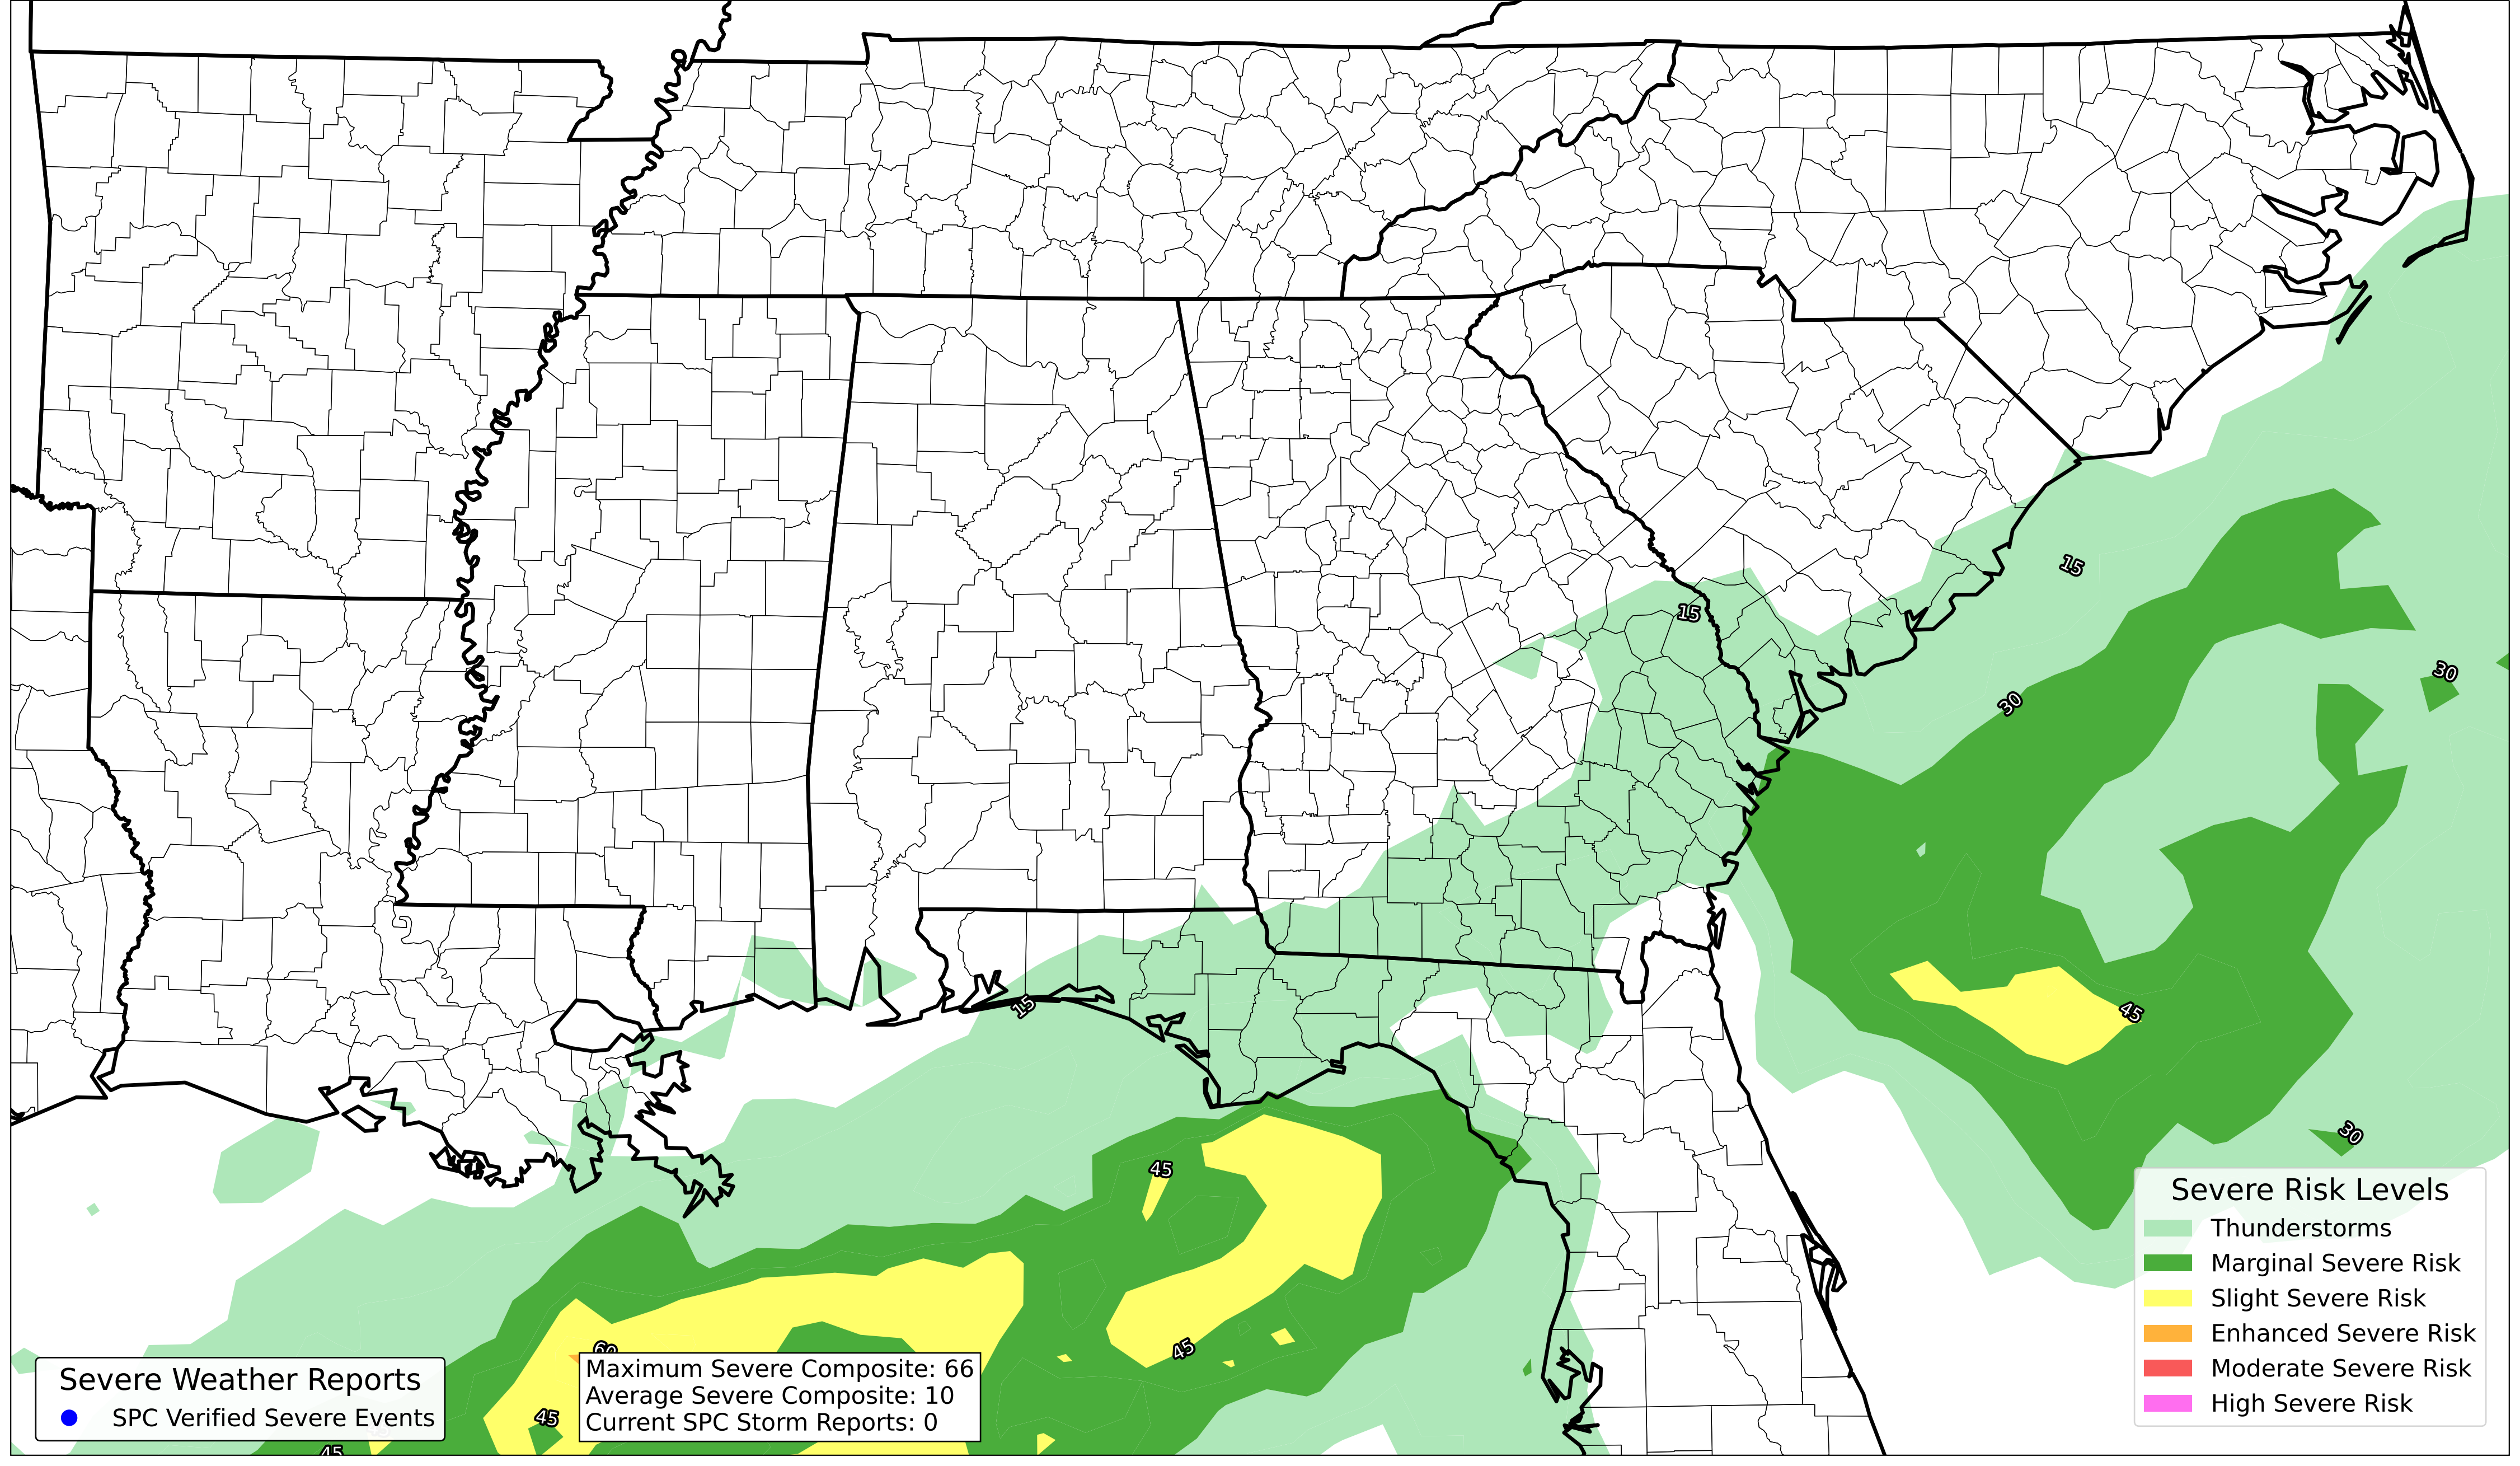 15
15
30
30
15
45
30
45
45
60
45
45
Severe Weather Reports
SPC Verified Severe Events
Maximum Severe Composite: 66
Average Severe Composite: 10
Current SPC Storm Reports: 0
Severe Risk Levels
Thunderstorms
Marginal Severe Risk
Slight Severe Risk
Enhanced Severe Risk
Moderate Severe Risk
High Severe Risk